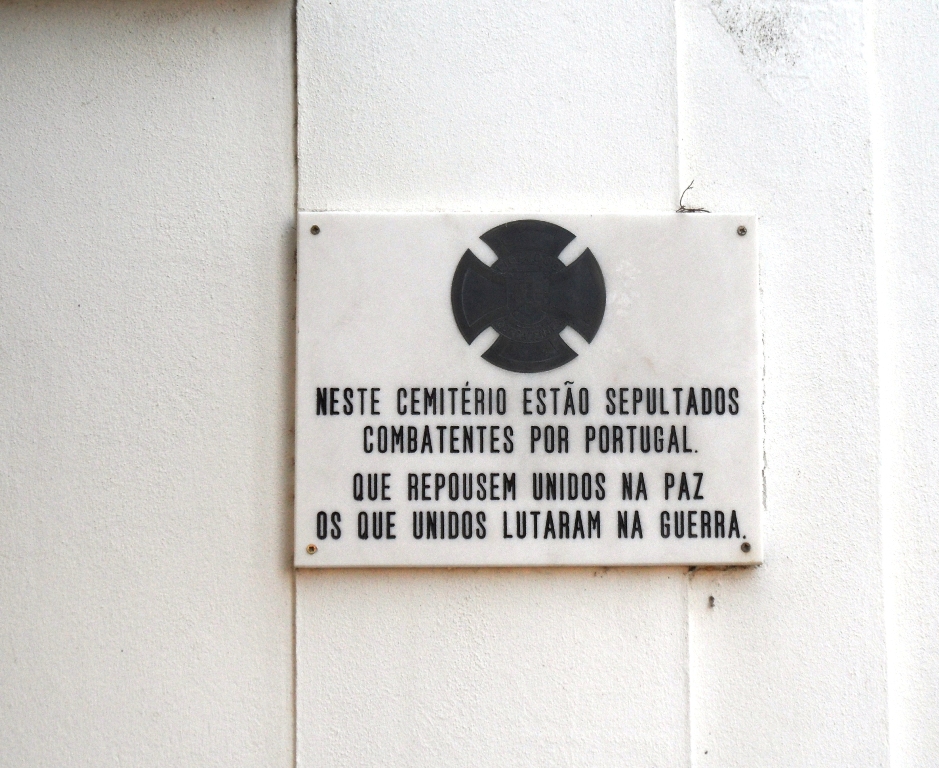 NESTE CEMITÉRIO ESTÃO SEPULTADOS
COMBATENTES POR PORTUGAL.
QUE REPOUSEM UNIDOS NA PAZ
OS QUE UNIDOS LUTARAM NA GUERRA.